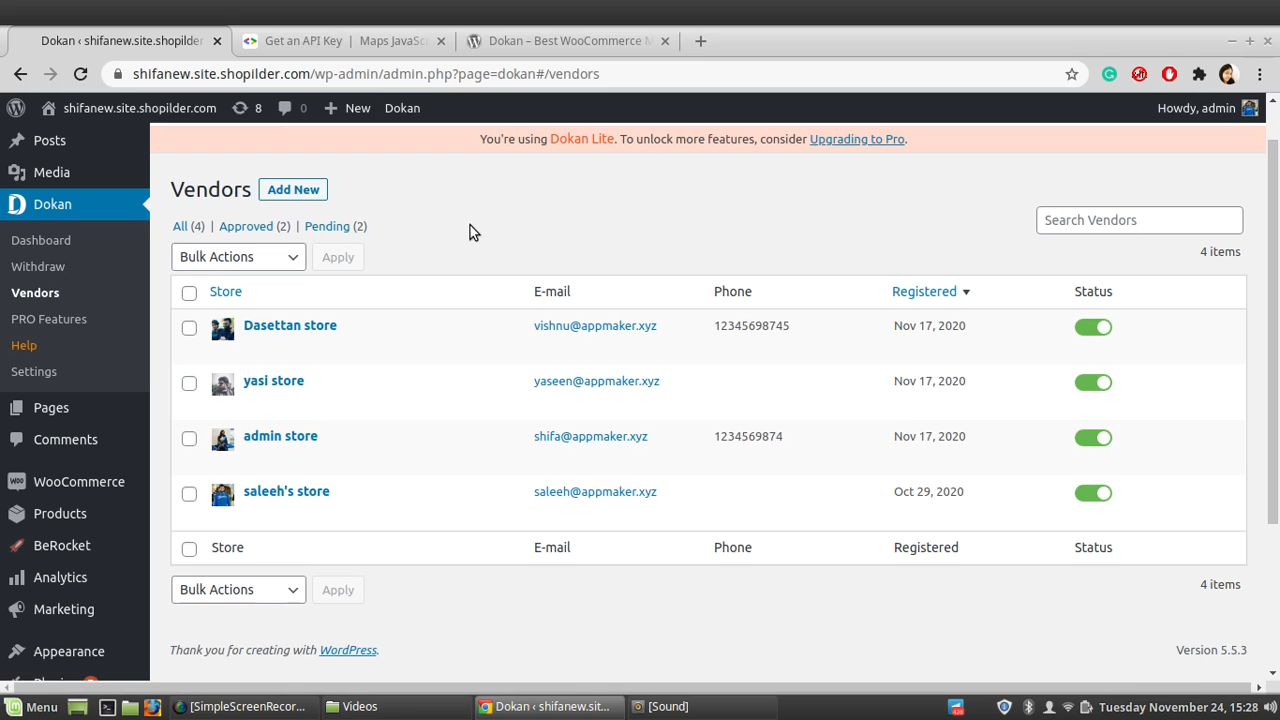 Dokan ‹ shifanew.site.shopilder
Get an API Key | Maps JavaSc
Dokan – Best WooCommerce M
shifanew.site.shopilder.com/wp-admin/admin.php?page=dokan#/vendors
shifanew.site.shopilder.com 8 0 New Dokan Howdy, admin
Posts
Media
Dokan
Dashboard
Withdraw
Vendors
PRO Features
Help
Settings
Pages
Comments
WooCommerce
Products
BeRocket
Analytics
Marketing
Appearance
You're using Dokan Lite. To unlock more features, consider Upgrading to Pro.
Vendors Add New
All (4) | Approved (2) | Pending (2)
Search Vendors
Bulk Actions Apply 4 items
Store E-mail Phone Registered Status
Dasettan store vishnu@appmaker.xyz 12345698745 Nov 17, 2020
yasi store yaseen@appmaker.xyz Nov 17, 2020
admin store shifa@appmaker.xyz 1234569874 Nov 17, 2020
saleeh's store saleeh@appmaker.xyz Oct 29, 2020
Store E-mail Phone Registered Status
Bulk Actions Apply 4 items
Thank you for creating with WordPress. Version 5.5.3
Menu [SimpleScreenRecor... Videos Dokan ‹ shifanew.sit... [Sound] Tuesday November 24, 15:28